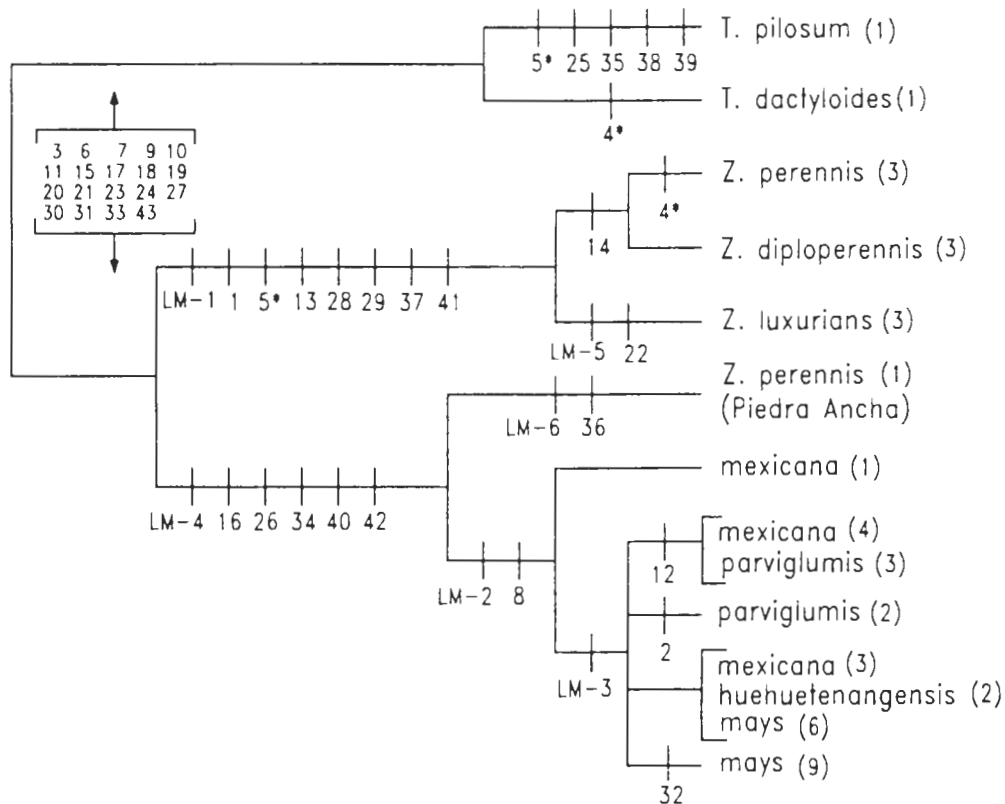 T. pilosum (1)
5* 25 35 38 39
T. dactyloides (1)
4*
3 6 7 9 10
11 15 17 18 19
20 21 23 24 27
30 31 33 43
Z. perennis (3)
4*
14
Z. diploperennis (3)
LM-1 1 5* 13 28 29 37 41
Z. luxurians (3)
LM-5 22
Z. perennis (1)
(Piedra Ancha)
LM-6 36
mexicana (1)
LM-4 16 26 34 40 42
mexicana (4)
parviglumis (3)
12
LM-2 8
parviglumis (2)
2
LM-3
mexicana (3)
huehuetenangensis (2)
mays (6)
mays (9)
32